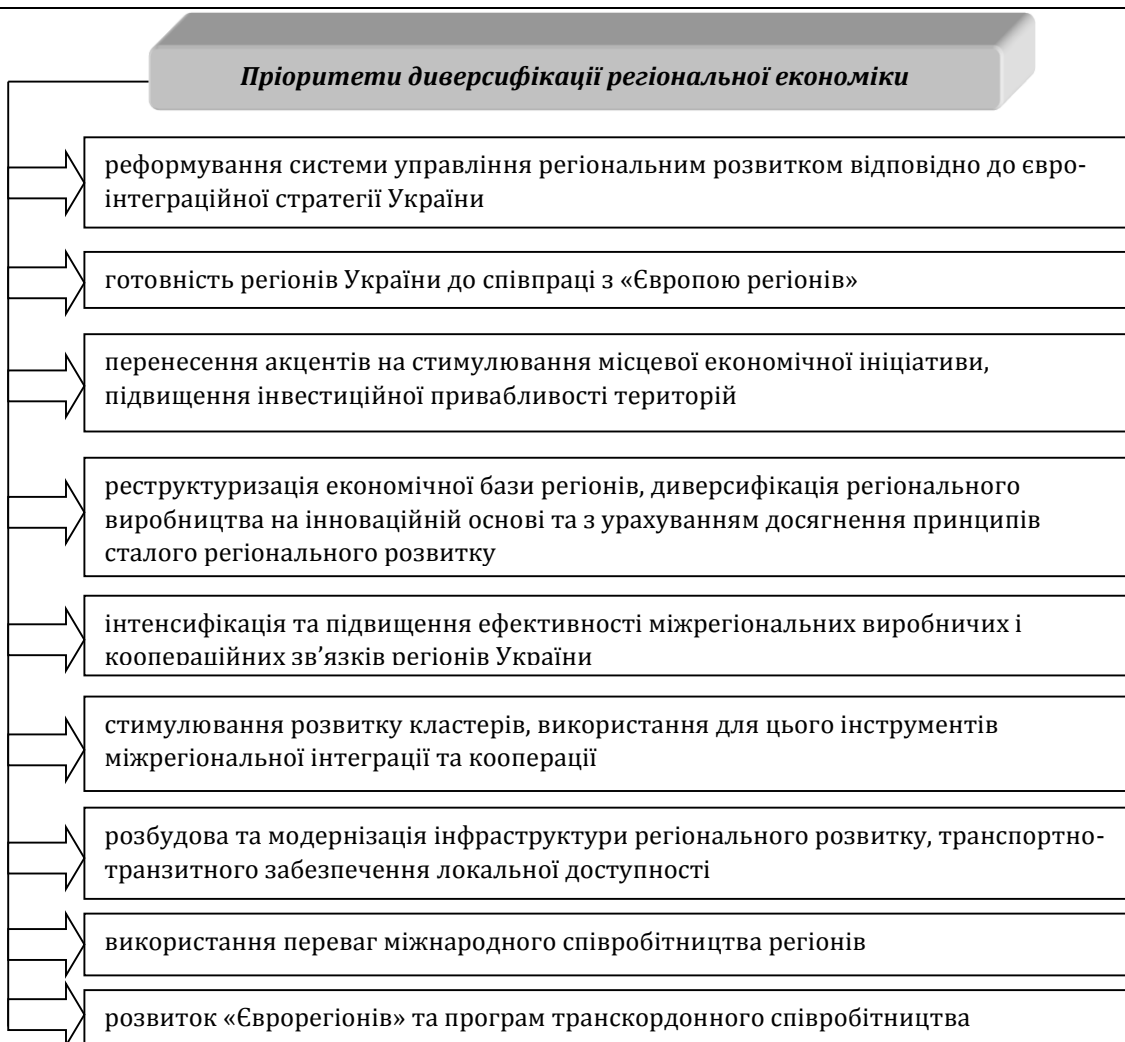 Пріоритети диверсифікації регіональної економіки
реформування системи управління регіональним розвитком відповідно до євро-
інтеграційної стратегії України
готовність регіонів України до співпраці з «Європою регіонів»
перенесення акцентів на стимулювання місцевої економічної ініціативи,
підвищення інвестиційної привабливості територій
реструктуризація економічної бази регіонів, диверсифікація регіонального
виробництва на інноваційній основі та з урахуванням досягнення принципів
сталого регіонального розвитку
інтенсифікація та підвищення ефективності міжрегіональних виробничих і
коопераційних зв’язків регіонів України
стимулювання розвитку кластерів, використання для цього інструментів
міжрегіональної інтеграції та кооперації
розбудова та модернізація інфраструктури регіонального розвитку, транспортно-
транзитного забезпечення локальної доступності
використання переваг міжнародного співробітництва регіонів
розвиток «Єврорегіонів» та програм транскордонного співробітництва